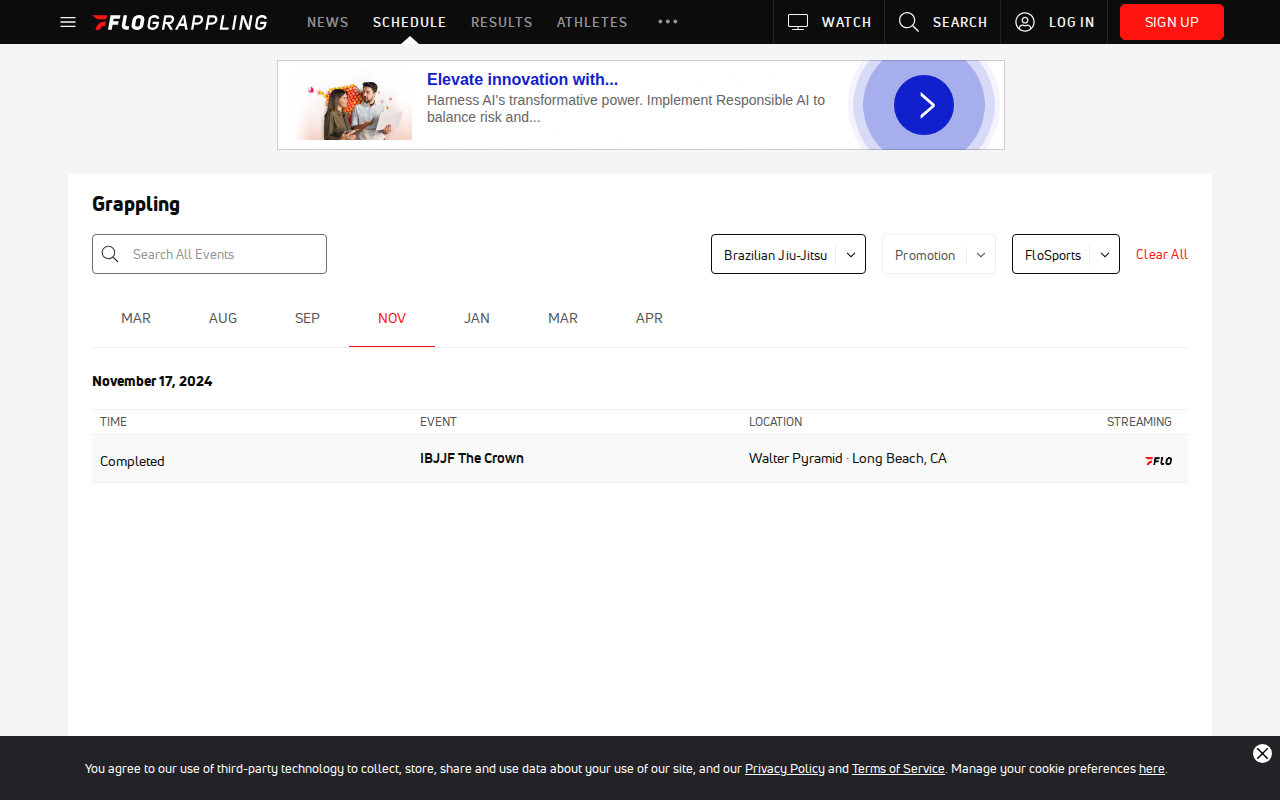 FLOGRAPPLING NEWS SCHEDULE RESULTS ATHLETES WATCH SEARCH LOG IN SIGN UP
Elevate innovation with...
Harness AI's transformative power. Implement Responsible AI to
balance risk and...
Grappling
Search All Events Brazilian Jiu-Jitsu Promotion FloSports Clear All
MAR AUG SEP NOV JAN MAR APR
November 17, 2024
TIME EVENT LOCATION STREAMING
Completed IBJJF The Crown Walter Pyramid · Long Beach, CA FLO
You agree to our use of third-party technology to collect, store, share and use data about your use of our site, and our Privacy Policy and Terms of Service. Manage your cookie preferences here.